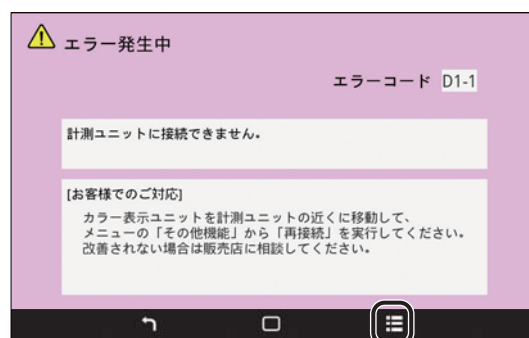 エラー発生中
エラーコード D1-1
計測ユニットに接続できません。
[お客様でのご対応]
カラー表示ユニットを計測ユニットの近くに移動して、
メニューの「その他機能」から「再接続」を実行してください。
改善されない場合は販売店に相談してください。